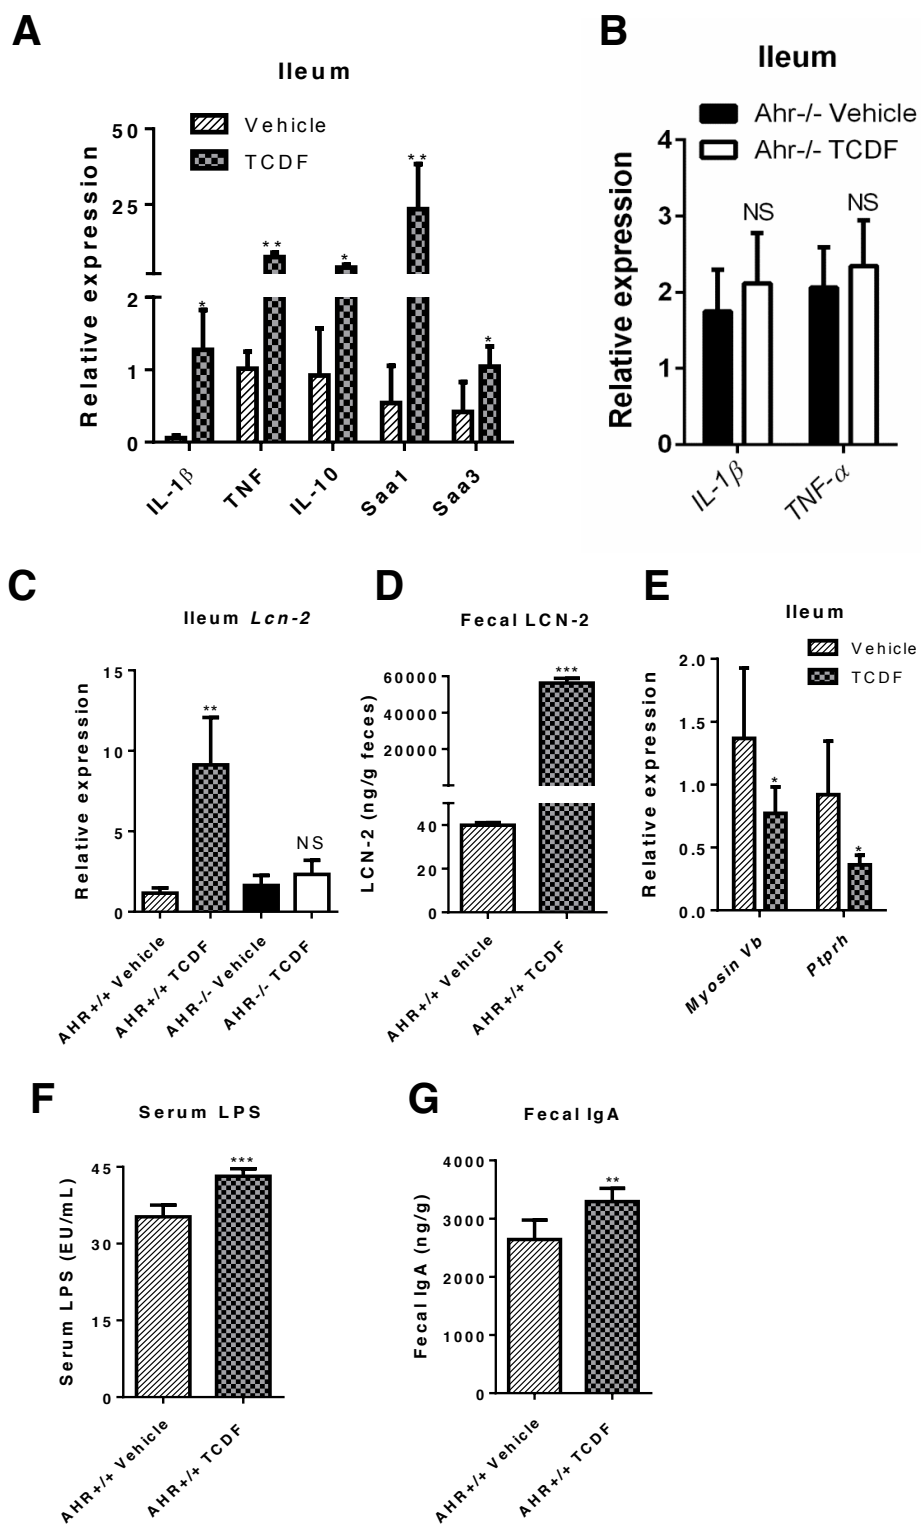 A
Ileum
Vehicle
TCDF
Relative expression
50
25
2
1
0
*
**
*
**
*
IL-1β
TNF
IL-10
Saa1
Saa3
B
Ileum
Ahr-/- Vehicle
Ahr-/- TCDF
Relative expression
4
3
2
1
0
NS
NS
IL-1β
TNF-α
C
Ileum Lcn-2
Relative expression
15
10
5
0
**
NS
AHR+/+ Vehicle
AHR+/+ TCDF
AHR-/- Vehicle
AHR-/- TCDF
D
Fecal LCN-2
LCN-2 (ng/g feces)
60000
40000
20000
40
20
0
***
AHR+/+ Vehicle
AHR+/+ TCDF
E
Ileum
Vehicle
TCDF
Relative expression
2.0
1.5
1.0
0.5
0.0
*
*
Myosin Vb
Ptprh
F
Serum LPS
Serum LPS (EU/mL)
45
30
15
0
***
AHR+/+ Vehicle
AHR+/+ TCDF
G
Fecal IgA
Fecal IgA (ng/g)
4000
3000
2000
1000
0
**
AHR+/+ Vehicle
AHR+/+ TCDF